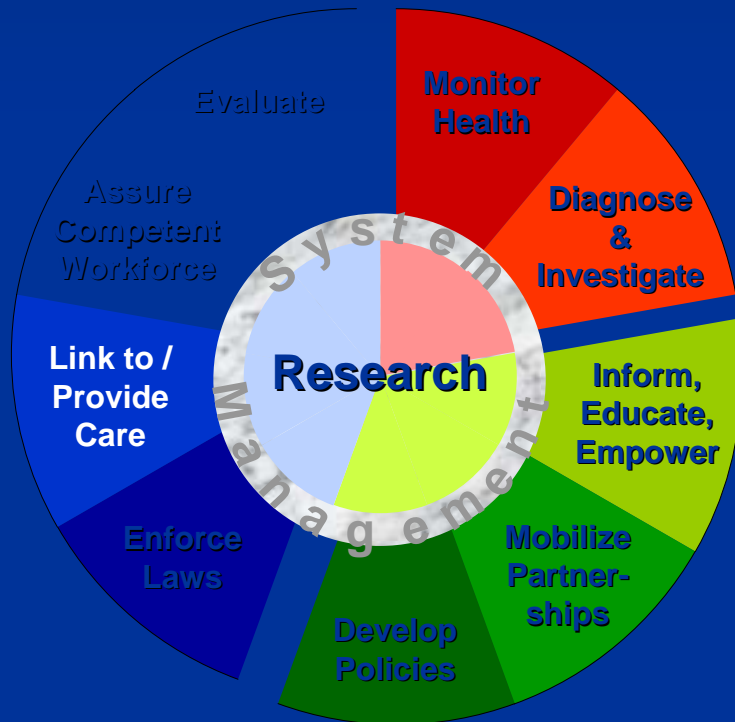 Evaluate
Monitor
Health
Assure
Competent
Workforce
Diagnose
&
Investigate
System
Link to /
Provide
Care
Research
Inform,
Educate,
Empower
Management
Enforce
Laws
Mobilize
Partner-
ships
Develop
Policies